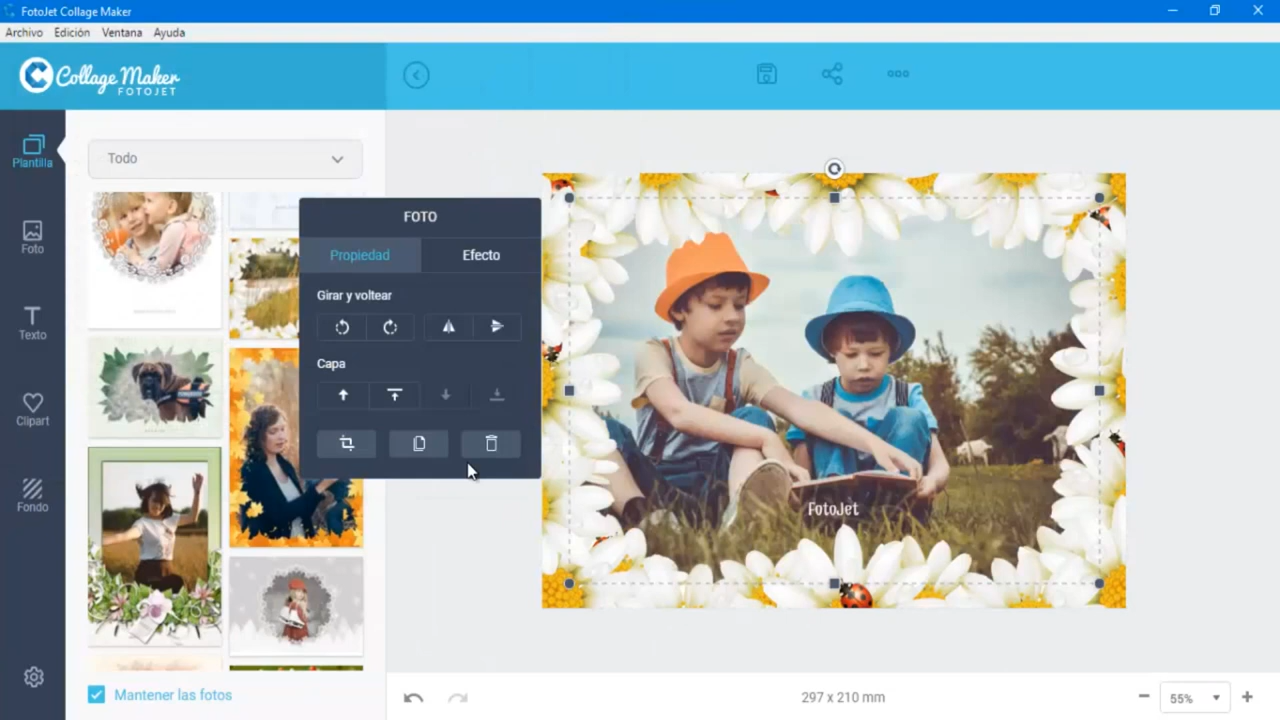 FotoJet Collage Maker
Archivo Edición Ventana Ayuda
Collage Maker
FOTOJET
Plantilla
Foto
Texto
Clipart
Fondo
Todo
FOTO
Propiedad Efecto
Girar y voltear
Capa
FotoJet
Mantener las fotos
297 x 210 mm
55%